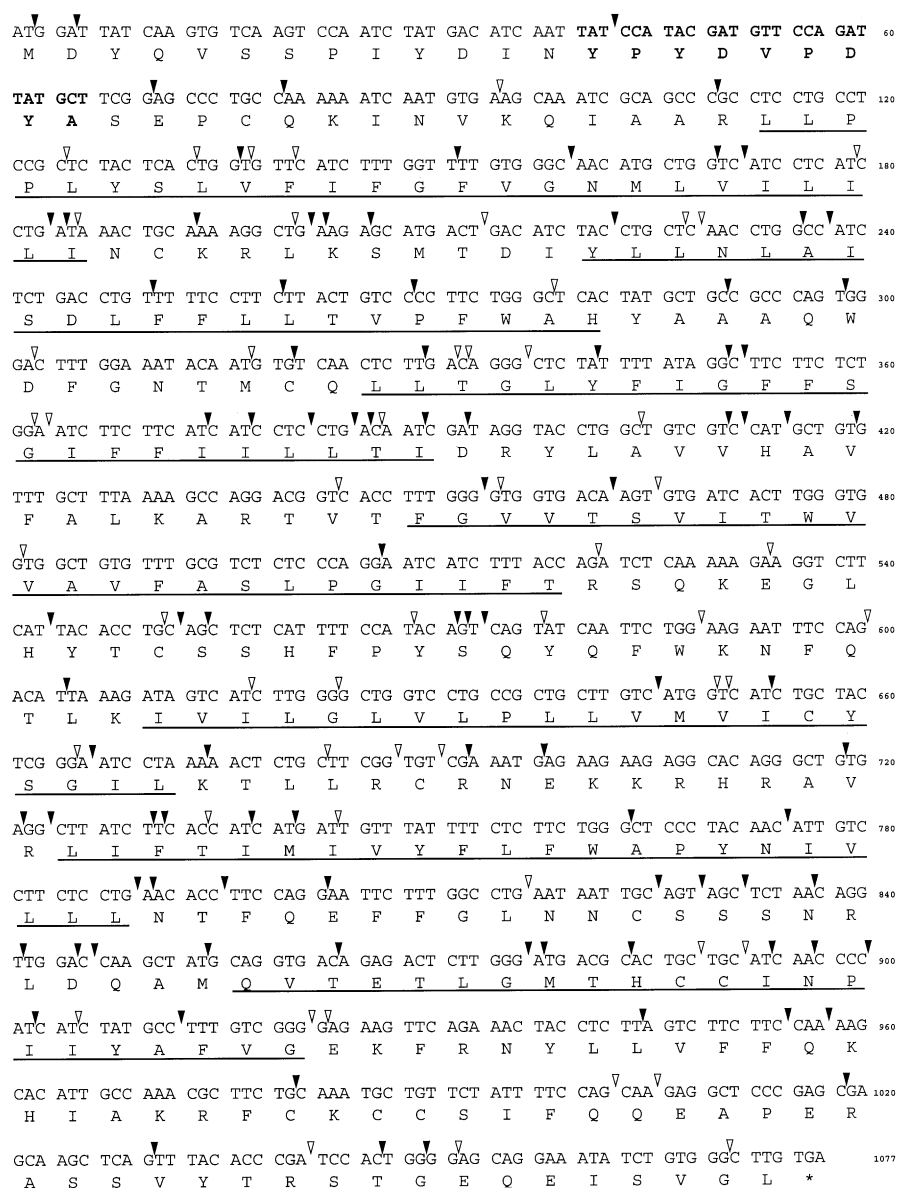 ATG GAT TAT CAA GTG TCA AGT CCA ATC TAT GAC ATC AAT TAT CCA TAC GAT GTT CCA GAT 60
M D Y Q V S S P I Y D I N Y P Y D V P D
TAT GCT TCG GAG CCC TGC CAA AAA ATC AAT GTG AAG CAA ATC GCA GCC CGC CTC CTG CCT 120
Y A S E P C Q K I N V K Q I A A R L L P
CCG CTC TAC TCA CTG GTG TTC ATC TTT GGT TTT GTG GGC AAC ATG CTG GTC ATC CTC ATC 180
P L Y S L V F I F G F V G N M L V I L I
CTG ATA AAC TGC AAA AGG CTG AAG AGC ATG ACT GAC ATC TAC CTG CTC AAC CTG GCC ATC 240
L I N C K R L K S M T D I Y L L N L A I
TCT GAC CTG TTT TTC CTT CTT ACT GTC CCC TTC TGG GCT CAC TAT GCT GCC GCC CAG TGG 300
S D L F F L L T V P F W A H Y A A A Q W
GAC TTT GGA AAT ACA ATG TGT CAA CTC TTG ACA GGG CTC TAT TTT ATA GGC TTC TTC TCT 360
D F G N T M C Q L L T G L Y F I G F F S
GGA ATC TTC TTC ATC ATC CTC CTG ACA ATC GAT AGG TAC CTG GCT GTC GTC CAT GCT GTG 420
G I F F I I L L T I D R Y L A V V H A V
TTT GCT TTA AAA GCC AGG ACG GTC ACC TTT GGG GTG GTG ACA AGT GTG ATC ACT TGG GTG 480
F A L K A R T V T F G V V T S V I T W V
GTG GCT GTG TTT GCG TCT CTC CCA GGA ATC ATC TTT ACC AGA TCT CAA AAA GAA GGT CTT 540
V A V F A S L P G I I F T R S Q K E G L
CAT TAC ACC TGC AGC TCT CAT TTT CCA TAC AGT CAG TAT CAA TTC TGG AAG AAT TTC CAG 600
H Y T C S S H F P Y S Q Y Q F W K N F Q
ACA TTA AAG ATA GTC ATC TTG GGG CTG GTC CTG CCG CTG CTT GTC ATG GTC ATC TGC TAC 660
T L K I V I L G L V L P L L V M V I C Y
TCG GGA ATC CTA AAA ACT CTG CTT CGG TGT CGA AAT GAG AAG AAG AGG CAC AGG GCT GTG 720
S G I L K T L L R C R N E K K R H R A V
AGG CTT ATC TTC ACC ATC ATG ATT GTT TAT TTT CTC TTC TGG GCT CCC TAC AAC ATT GTC 780
R L I F T I M I V Y F L F W A P Y N I V
CTT CTC CTG AAC ACC TTC CAG GAA TTC TTT GGC CTG AAT AAT TGC AGT AGC TCT AAC AGG 840
L L L N T F Q E F F G L N N C S S S N R
TTG GAC CAA GCT ATG CAG GTG ACA GAG ACT CTT GGG ATG ACG CAC TGC TGC ATC AAC CCC 900
L D Q A M Q V T E T L G M T H C C I N P
ATC ATC TAT GCC TTT GTC GGG GAG AAG TTC AGA AAC TAC CTC TTA GTC TTC TTC CAA AAG 960
I I Y A F V G E K F R N Y L L V F F Q K
CAC ATT GCC AAA CGC TTC TGC AAA TGC TGT TCT ATT TTC CAG CAA GAG GCT CCC GAG CGA 1020
H I A K R F C K C C S I F Q Q E A P E R
GCA AGC TCA GTT TAC ACC CGA TCC ACT GGG GAG CAG GAA ATA TCT GTG GGC TTG TGA 1077
A S S V Y T R S T G E Q E I S V G L *